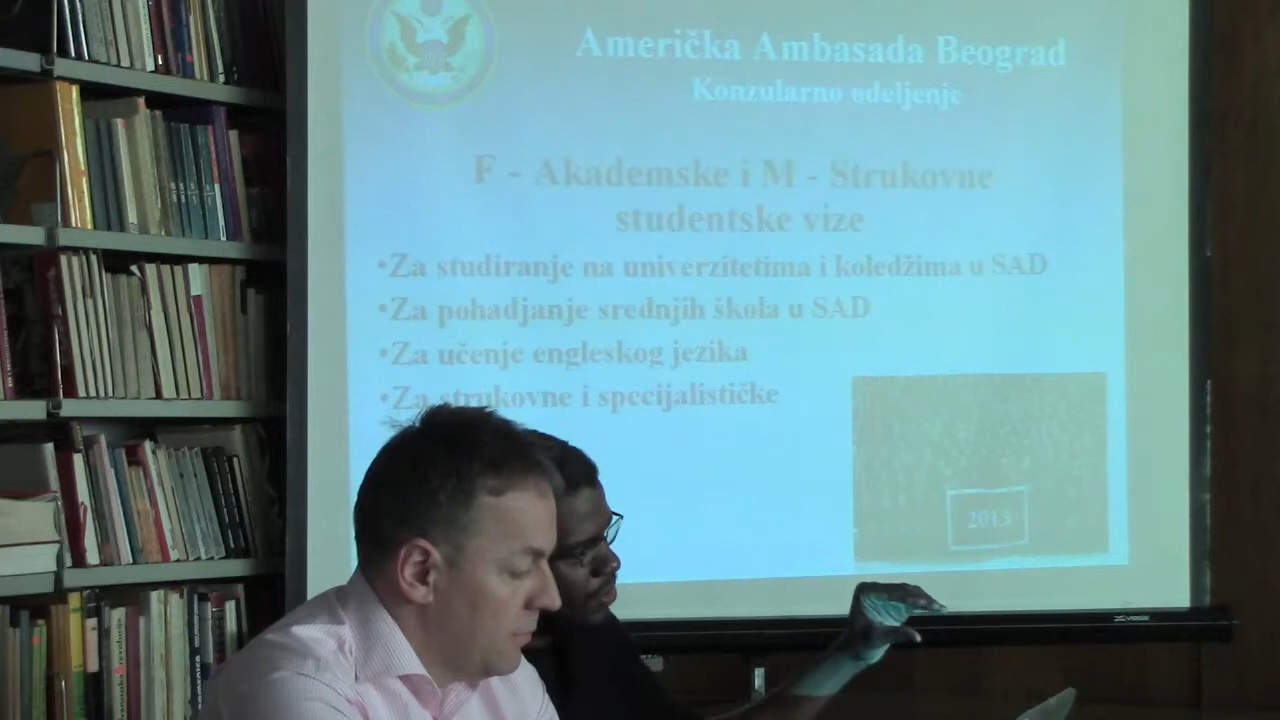 Američka Ambasada Beograd
Konzularno odeljenje
F - Akademske i M - Strukovne
studentske vize
•Za studiranje na univerzitetima i koledžima u SAD
•Za pohadjanje srednjih škola u SAD
•Za učenje engleskog jezika
•Za strukovne i specijalističke
2013